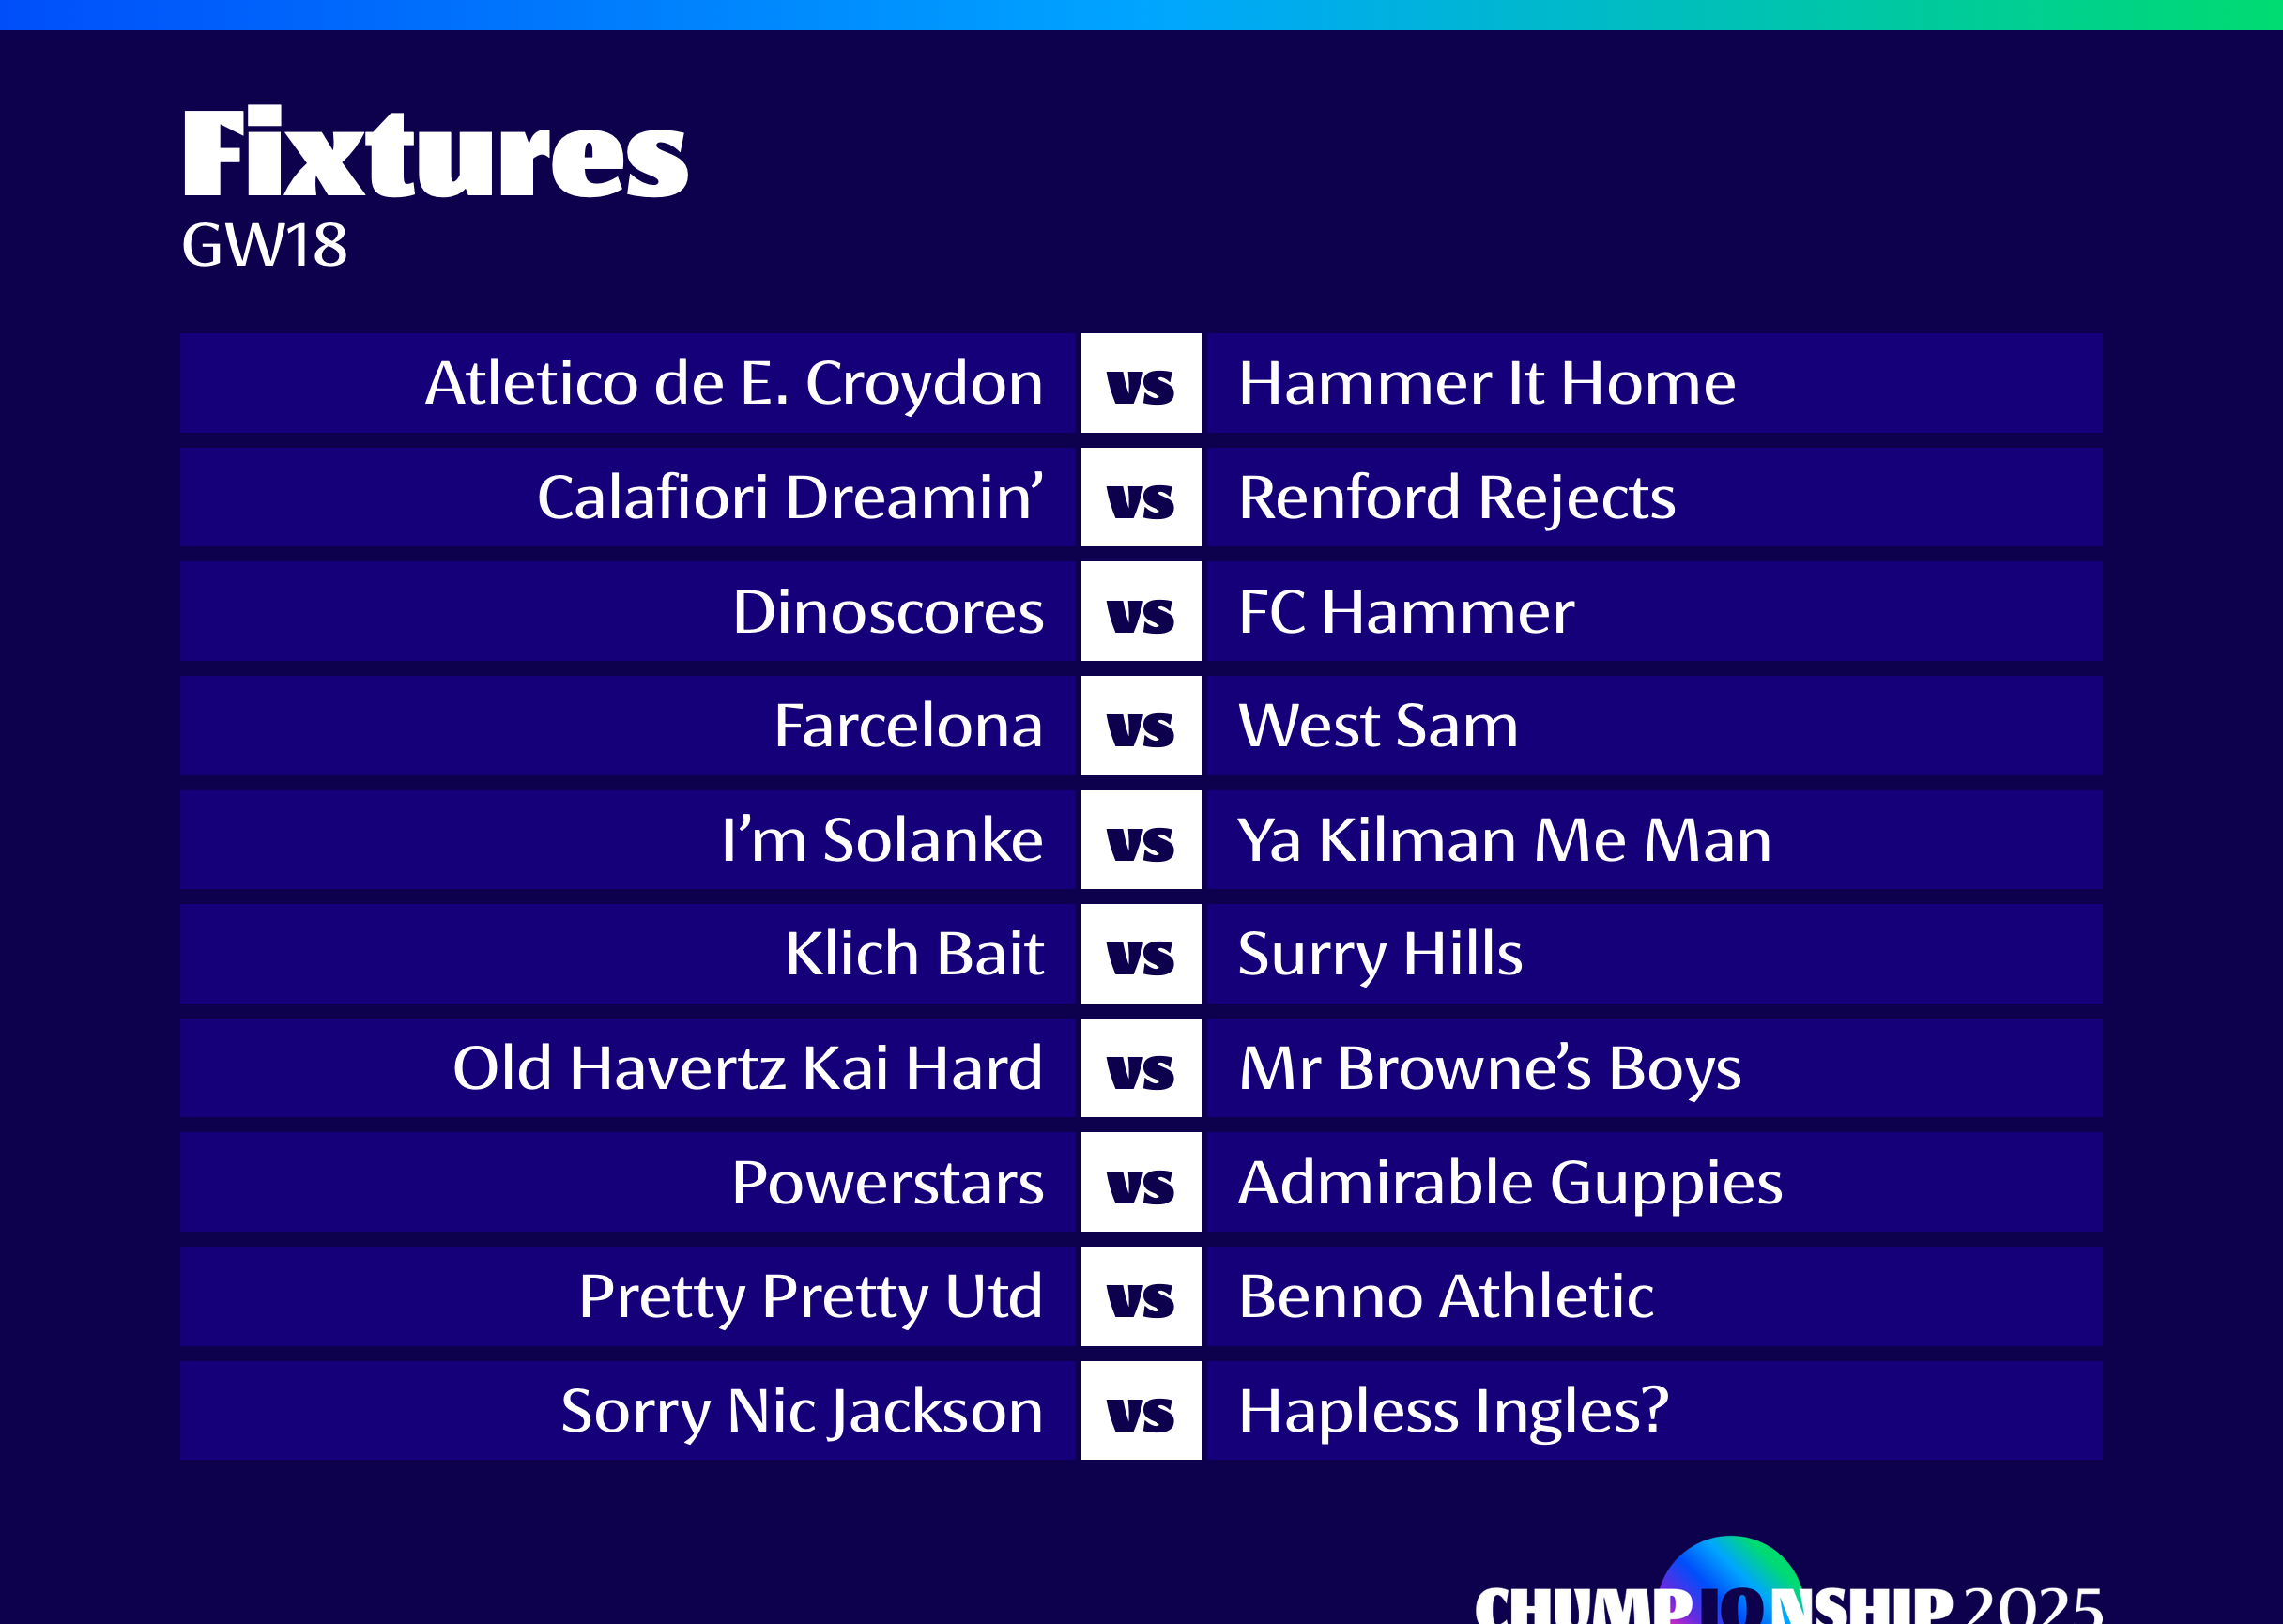 Fixtures
GW18
Atletico de E. Croydon vs Hammer It Home
Calafiori Dreamin’ vs Renford Rejects
Dinoscores vs FC Hammer
Farcelona vs West Sam
I’m Solanke vs Ya Kilman Me Man
Klich Bait vs Surry Hills
Old Havertz Kai Hard vs Mr Browne’s Boys
Powerstars vs Admirable Guppies
Pretty Pretty Utd vs Benno Athletic
Sorry Nic Jackson vs Hapless Ingles?
CHUMPIONSHIP 2025